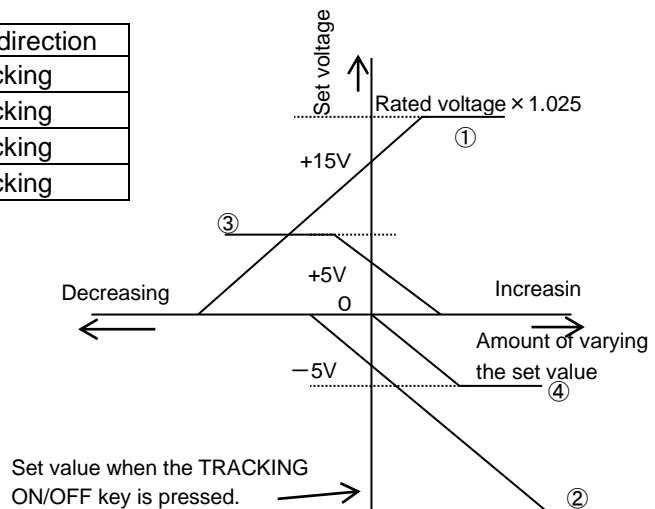 direction
cking
cking
cking
cking
Set voltage
Rated voltage×1.025
①
+15V
③
+5V
Decreasing
0
Increasin
Amount of varying
the set value
－5V
④
Set value when the TRACKING
ON/OFF key is pressed.
②